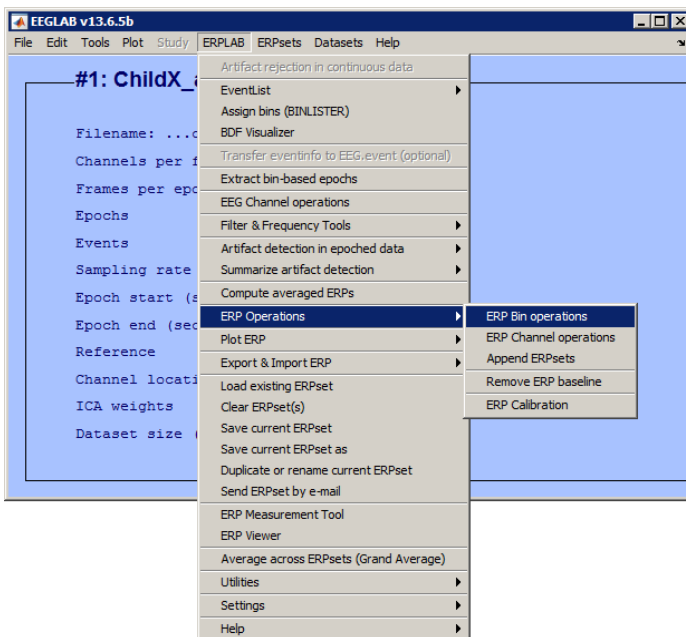 EEGLAB v13.6.5b
File Edit Tools Plot Study ERPLAB ERPsets Datasets Help
#1: ChildX_
Filename: ...c
Channels per f
Frames per epo
Epochs
Events
Sampling rate
Epoch start (s
Epoch end (sec
Reference
Channel locati
ICA weights
Dataset size (
Artifact rejection in continuous data
EventList
Assign bins (BINLISTER)
BDF Visualizer
Transfer eventinfo to EEG.event (optional)
Extract bin-based epochs
EEG Channel operations
Filter & Frequency Tools
Artifact detection in epoched data
Summarize artifact detection
Compute averaged ERPs
ERP Operations
Plot ERP
Export & Import ERP
Load existing ERPset
Clear ERPset(s)
Save current ERPset
Save current ERPset as
Duplicate or rename current ERPset
Send ERPset by e-mail
ERP Measurement Tool
ERP Viewer
Average across ERPsets (Grand Average)
Utilities
Settings
Help
ERP Bin operations
ERP Channel operations
Append ERPsets
Remove ERP baseline
ERP Calibration